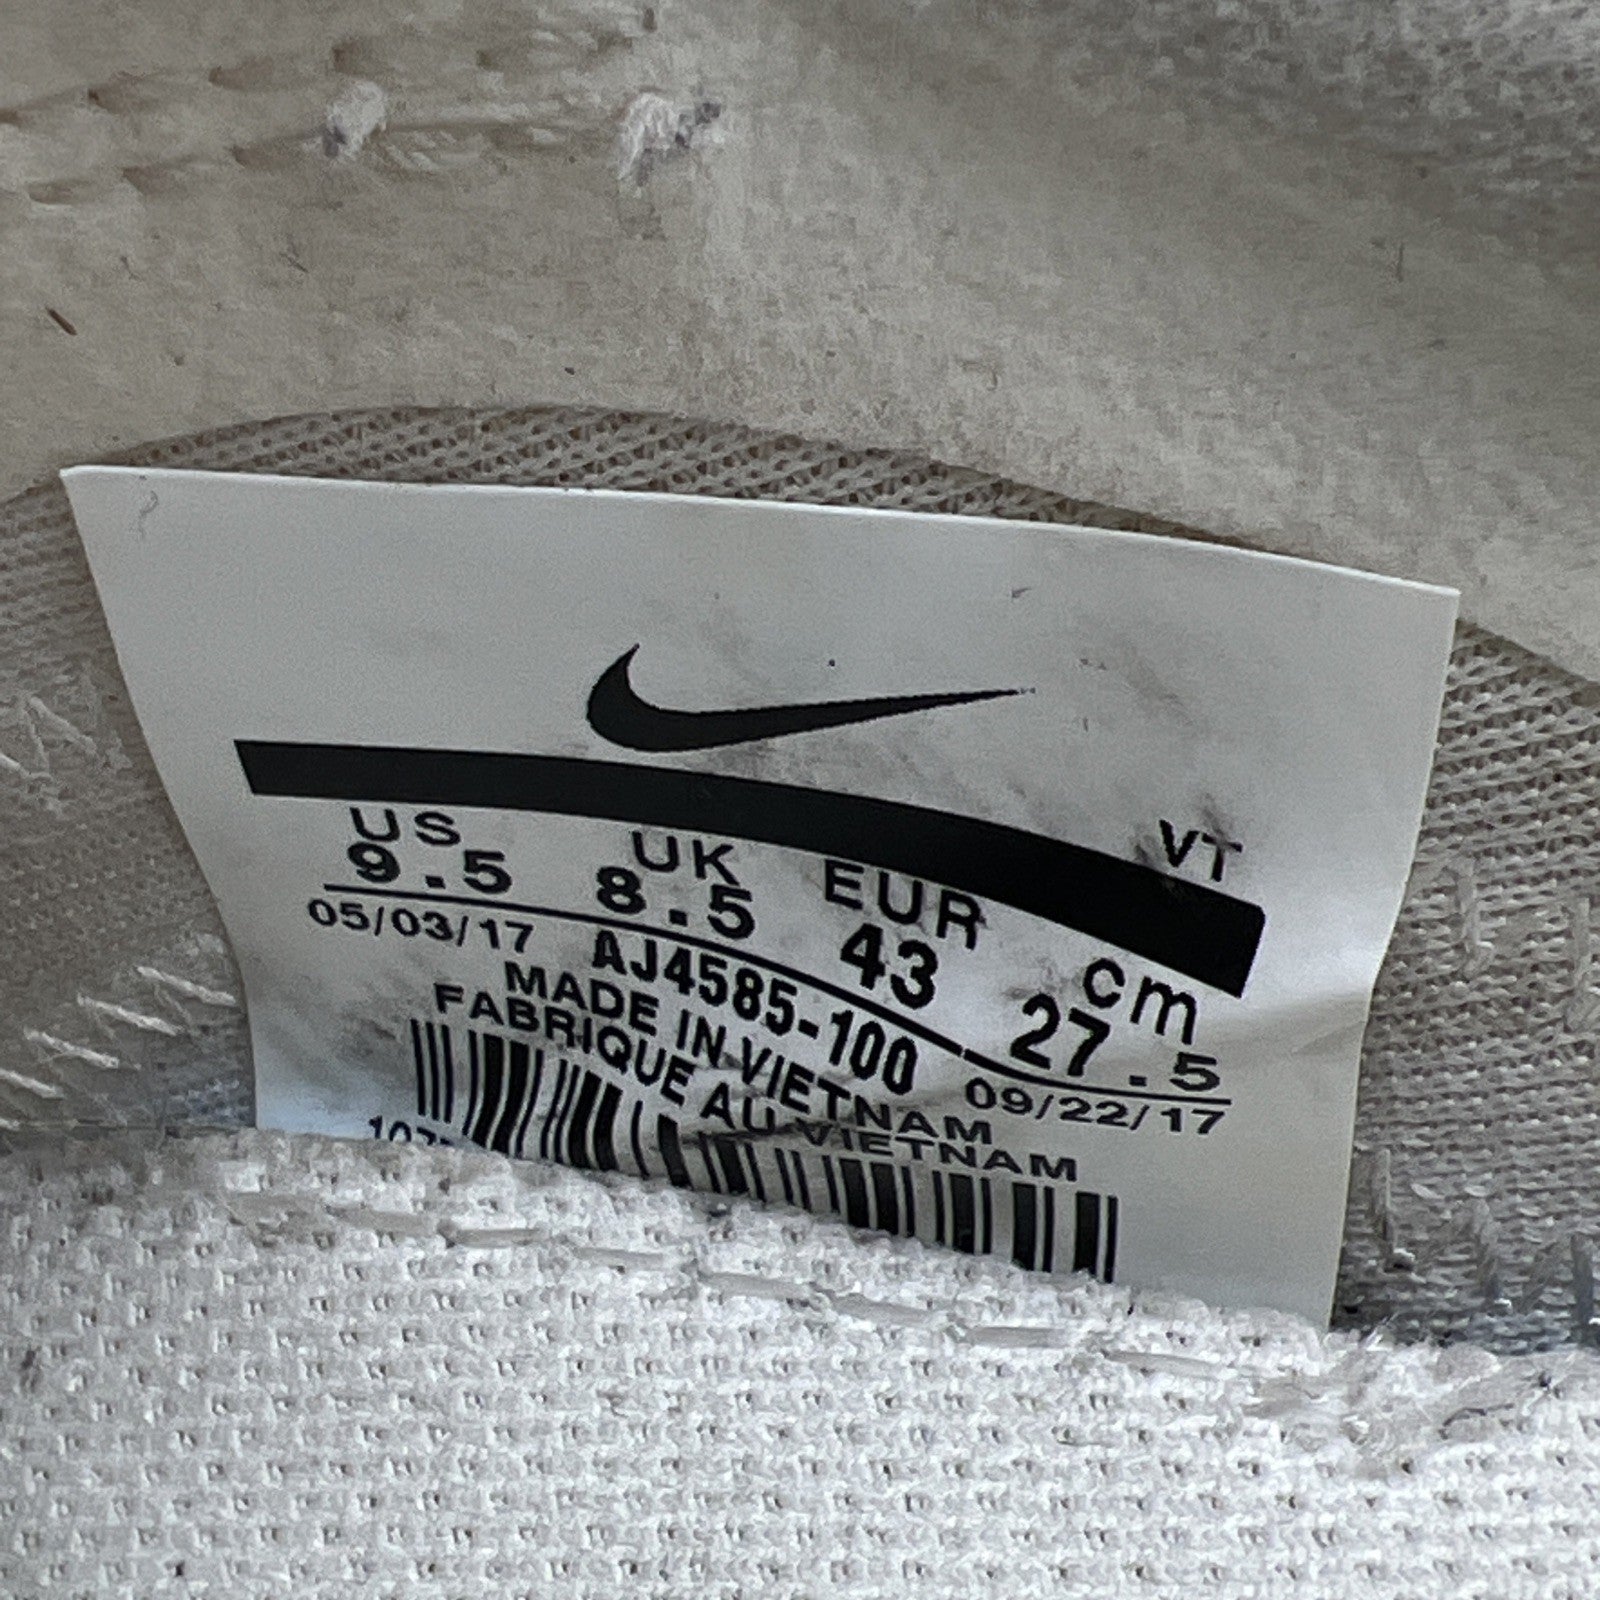 VT
US UK EUR cm
9.5 8.5 43 27.5
05/03/17 AJ4585-100 09/22/17
MADE IN VIETNAM
FABRIQUE AU VIETNAM